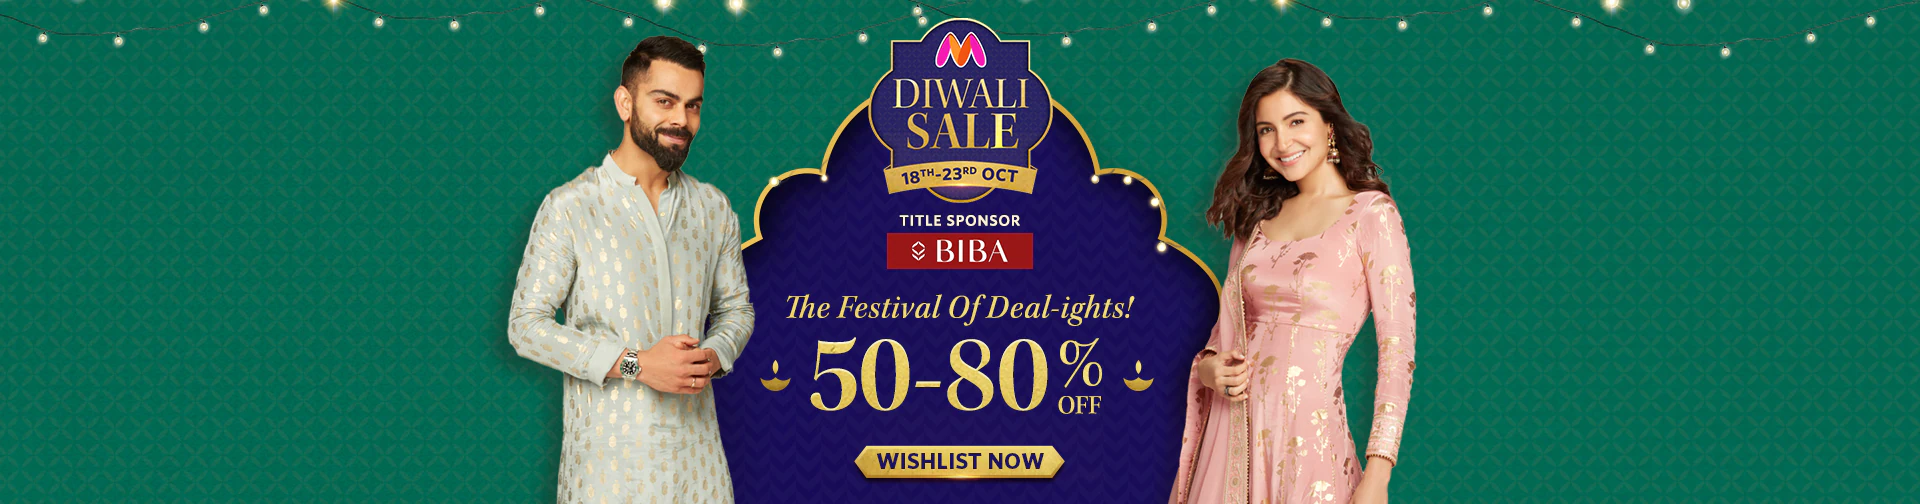 DIWALI
SALE
18TH-23RD OCT
TITLE SPONSOR
BIBA
The Festival Of Deal-ights!
50-80% OFF
WISHLIST NOW